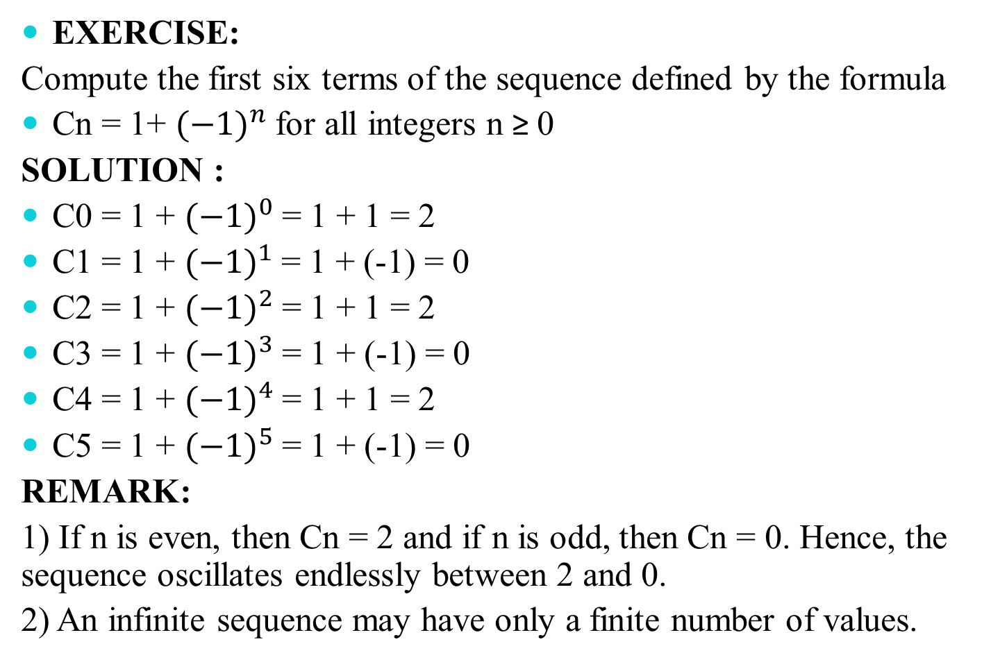 • EXERCISE:
Compute the first six terms of the sequence defined by the formula
• Cn = 1+ (−1)ⁿ for all integers n ≥ 0
SOLUTION :
• C0 = 1 + (−1)⁰ = 1 + 1 = 2
• C1 = 1 + (−1)¹ = 1 + (-1) = 0
• C2 = 1 + (−1)² = 1 + 1 = 2
• C3 = 1 + (−1)³ = 1 + (-1) = 0
• C4 = 1 + (−1)⁴ = 1 + 1 = 2
• C5 = 1 + (−1)⁵ = 1 + (-1) = 0
REMARK:
1) If n is even, then Cn = 2 and if n is odd, then Cn = 0. Hence, the
sequence oscillates endlessly between 2 and 0.
2) An infinite sequence may have only a finite number of values.